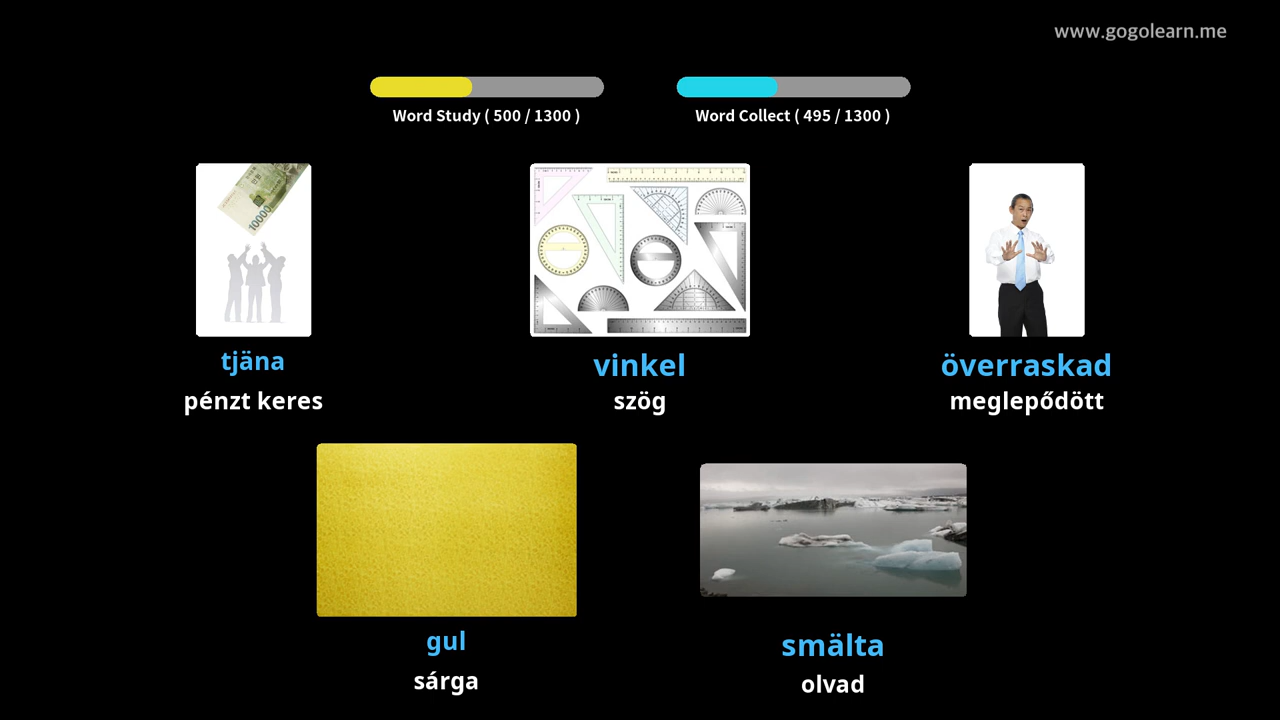 www.gogolearn.me
Word Study ( 500 / 1300 )
Word Collect ( 495 / 1300 )
10000
tjäna
vinkel
överraskad
pénzt keres
szög
meglepődött
gul
smälta
sárga
olvad